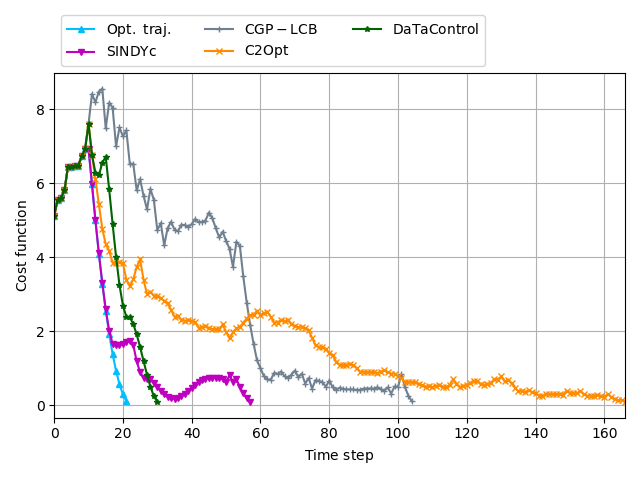 Opt. traj.
SINDYc
CGP − LCB
C2Opt
DaTaControl
Cost function
8
6
4
2
0
0 20 40 60 80 100 120 140 160
Time step